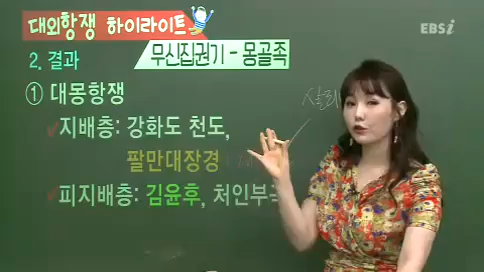 대외항쟁 하이라이트
EBSi
무신집권기 - 몽골족
2. 결과
① 대몽항쟁
✓지배층: 강화도 천도,
팔만대장경
✓피지배층: 김윤후, 처인부